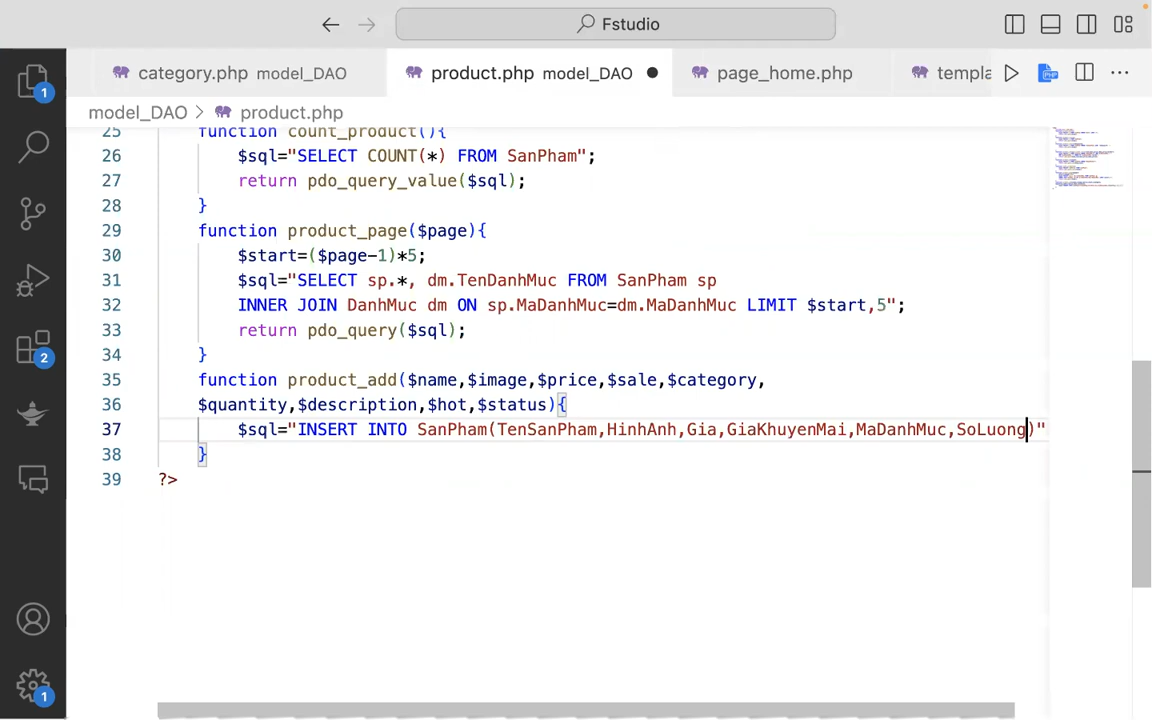 Fstudio
category.php model_DAO
product.php model_DAO
page_home.php
templa
model_DAO > product.php
25 function count_product(){
26 $sql="SELECT COUNT(*) FROM SanPham";
27 return pdo_query_value($sql);
28 }
29 function product_page($page){
30 $start=($page-1)*5;
31 $sql="SELECT sp.*, dm.TenDanhMuc FROM SanPham sp
32 INNER JOIN DanhMuc dm ON sp.MaDanhMuc=dm.MaDanhMuc LIMIT $start,5";
33 return pdo_query($sql);
34 }
35 function product_add($name,$image,$price,$sale,$category,
36 $quantity,$description,$hot,$status){
37 $sql="INSERT INTO SanPham(TenSanPham,HinhAnh,Gia,GiaKhuyenMai,MaDanhMuc,SoLuong)"
38 }
39 ?>
1
2
1